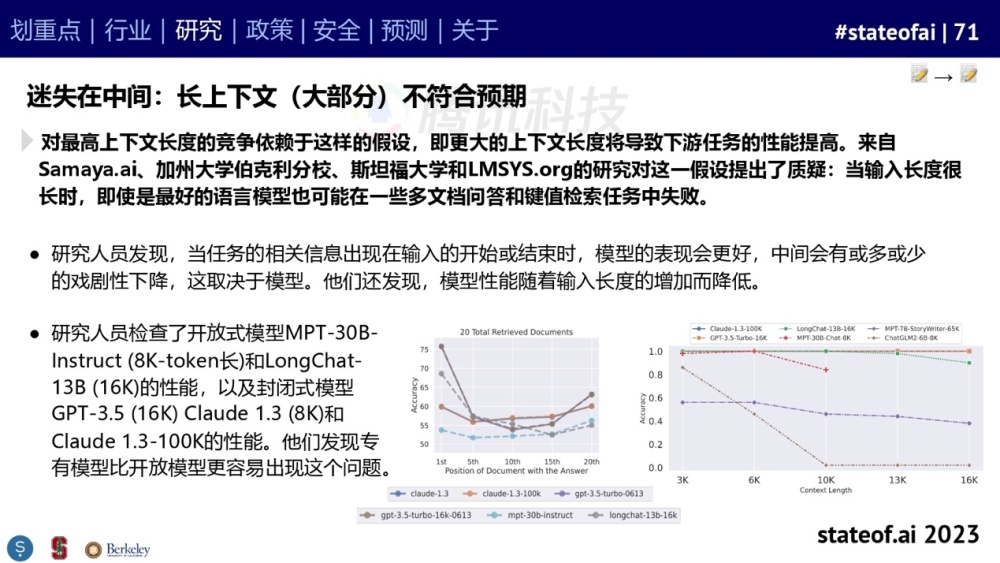 划重点 | 行业 | 研究 | 政策 | 安全 | 预测 | 关于
#stateofai | 71
迷失在中间：长上下文（大部分）不符合预期
腾讯科技
对最高上下文长度的竞争依赖于这样的假设，即更大的上下文长度将导致下游任务的性能提高。来自
Samaya.ai、加州大学伯克利分校、斯坦福大学和LMSYS.org的研究对这一假设提出了质疑：当输入长度很
长时，即使是最好的语言模型也可能在一些多文档问答和键值检索任务中失败。
● 研究人员发现，当任务的相关信息出现在输入的开始或结束时，模型的表现会更好，中间会有或多或少
的戏剧性下降，这取决于模型。他们还发现，模型性能随着输入长度的增加而降低。
● 研究人员检查了开放式模型MPT-30B-
Instruct (8K-token长)和LongChat-
13B (16K)的性能，以及封闭式模型
GPT-3.5 (16K) Claude 1.3 (8K)和
Claude 1.3-100K的性能。他们发现专
有模型比开放模型更容易出现这个问题。
20 Total Retrieved Documents
Accuracy
75
70
65
60
55
50
1st 5th 10th 15th 20th
Position of Document with the Answer
claude-1.3 claude-1.3-100k gpt-3.5-turbo-0613
gpt-3.5-turbo-16k-0613 mpt-30b-instruct longchat-13b-16k
Claude-1.3-100K LongChat-13B-16K MPT-7B-StoryWriter-65K
GPT-3.5-Turbo-16K MPT-30B-Chat-8K ChatGLM2-6B-8K
Accuracy
1.0
0.8
0.6
0.4
0.2
0.0
3K 6K 10K 13K 16K
Context Length
Berkeley
stateof.ai 2023